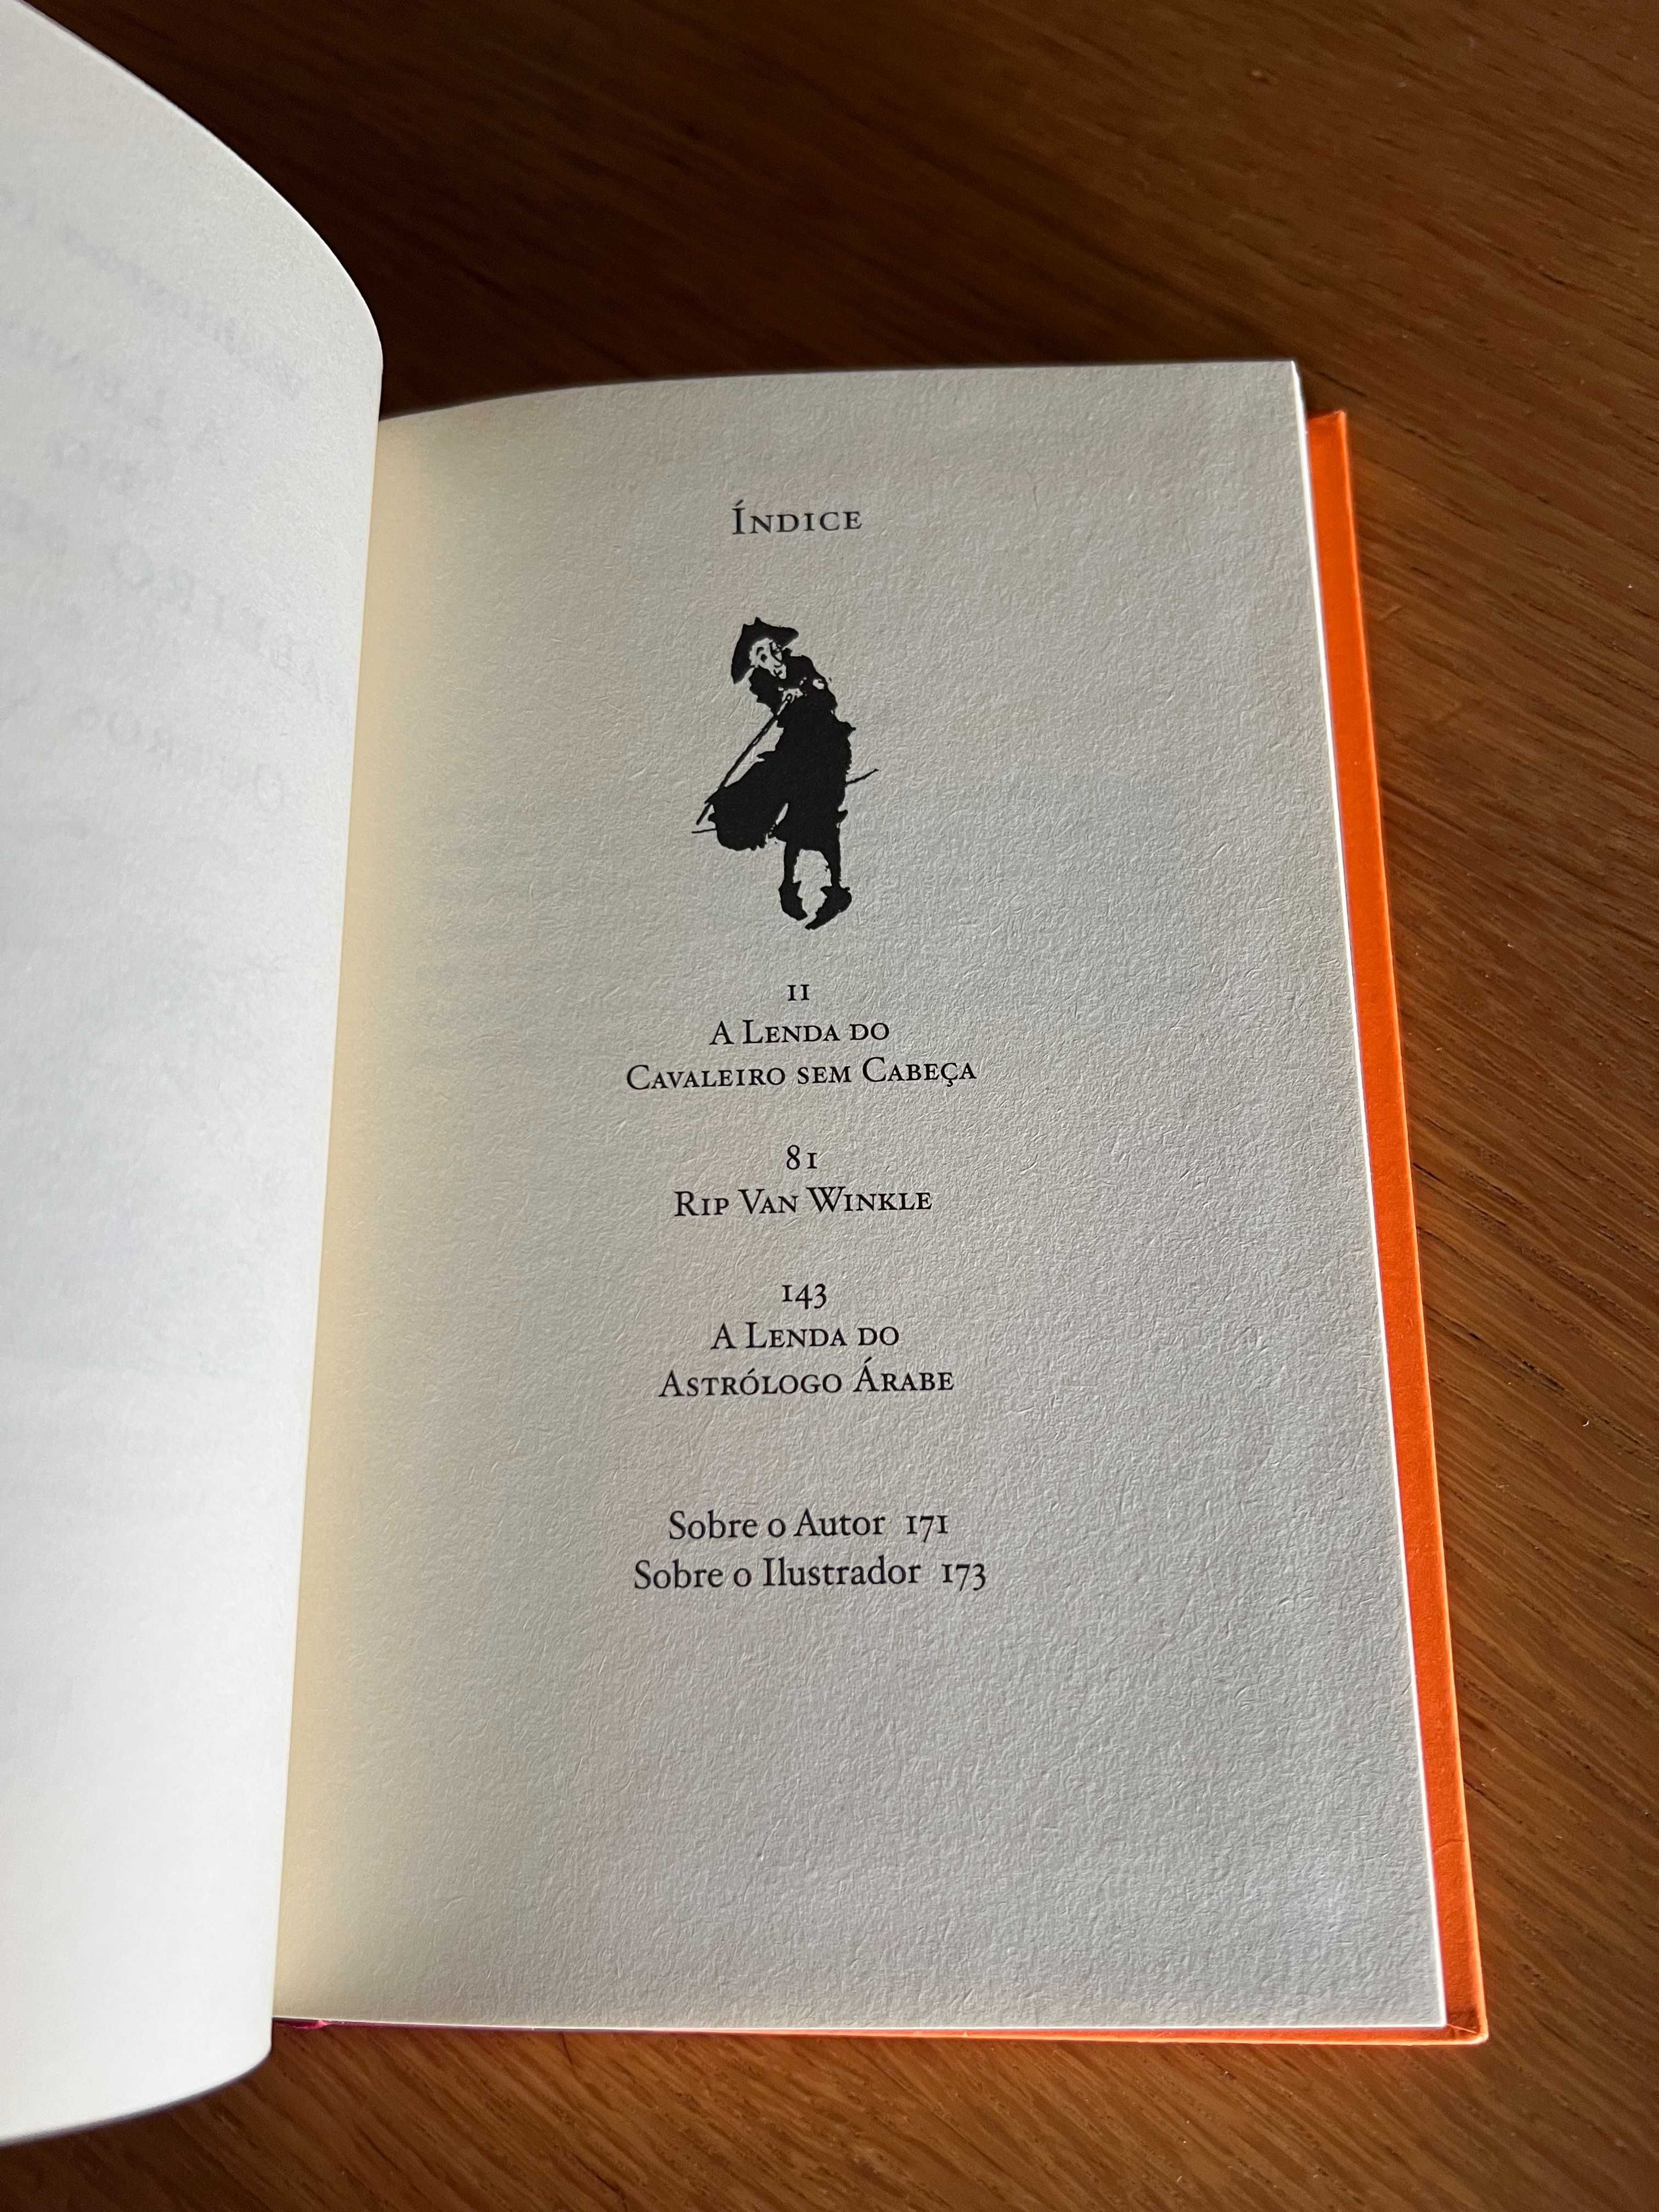 ÍNDICE
11
A LENDA DO
CAVALEIRO SEM CABEÇA
81
RIP VAN WINKLE
143
A LENDA DO
ASTRÓLOGO ÁRABE
Sobre o Autor 171
Sobre o Ilustrador 173